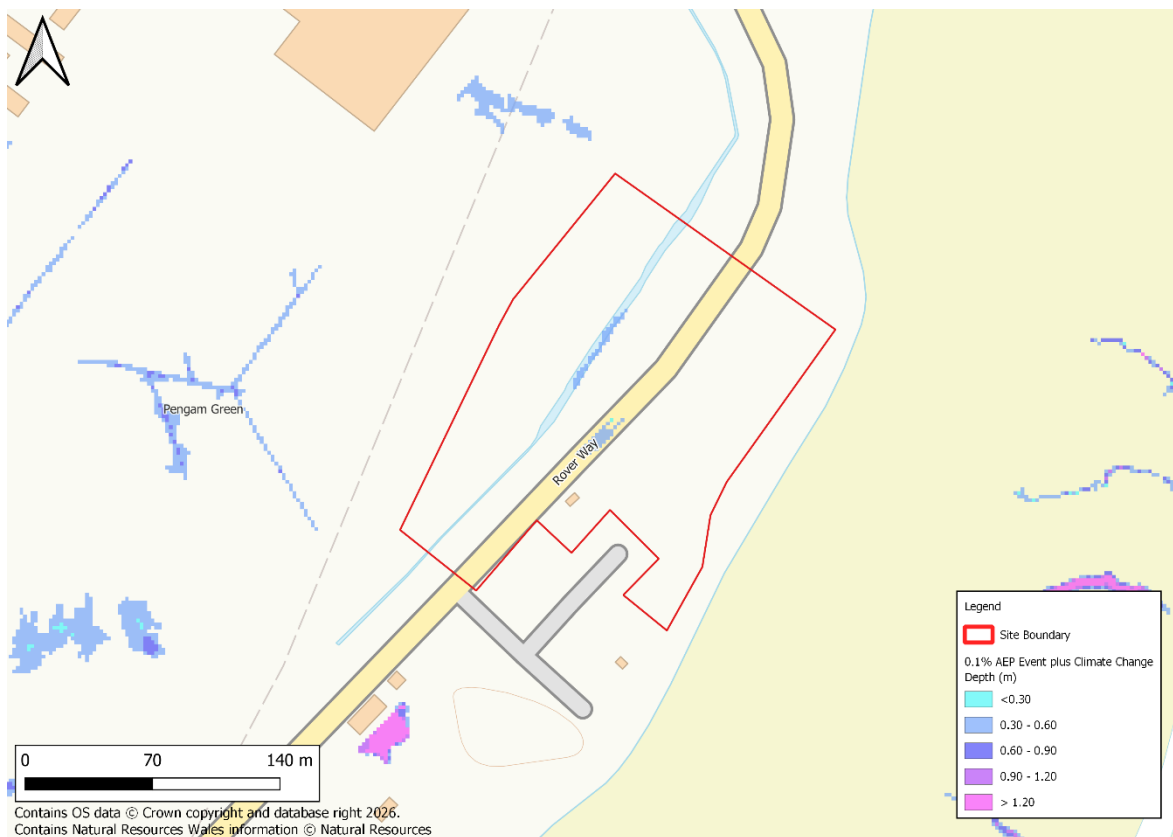 Pengam Green
Rover Way
Legend
Site Boundary
0.1% AEP Event plus Climate Change
Depth (m)
<0.30
0.30 - 0.60
0.60 - 0.90
0.90 - 1.20
> 1.20
0 70 140 m
Contains OS data © Crown copyright and database right 2026.
Contains Natural Resources Wales information © Natural Resources